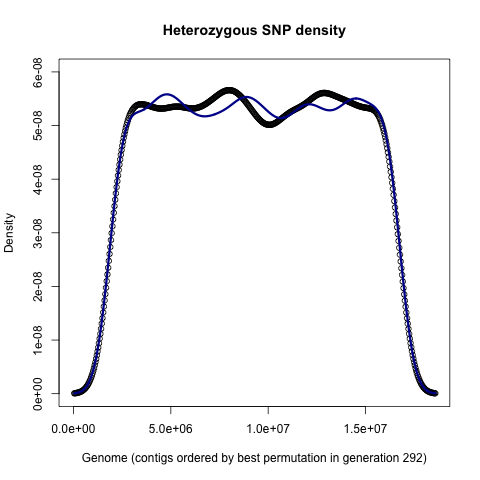 Heterozygous SNP density
Density
6e-08
5e-08
4e-08
3e-08
2e-08
1e-08
0e+00
0.0e+00 5.0e+06 1.0e+07 1.5e+07
Genome (contigs ordered by best permutation in generation 292)